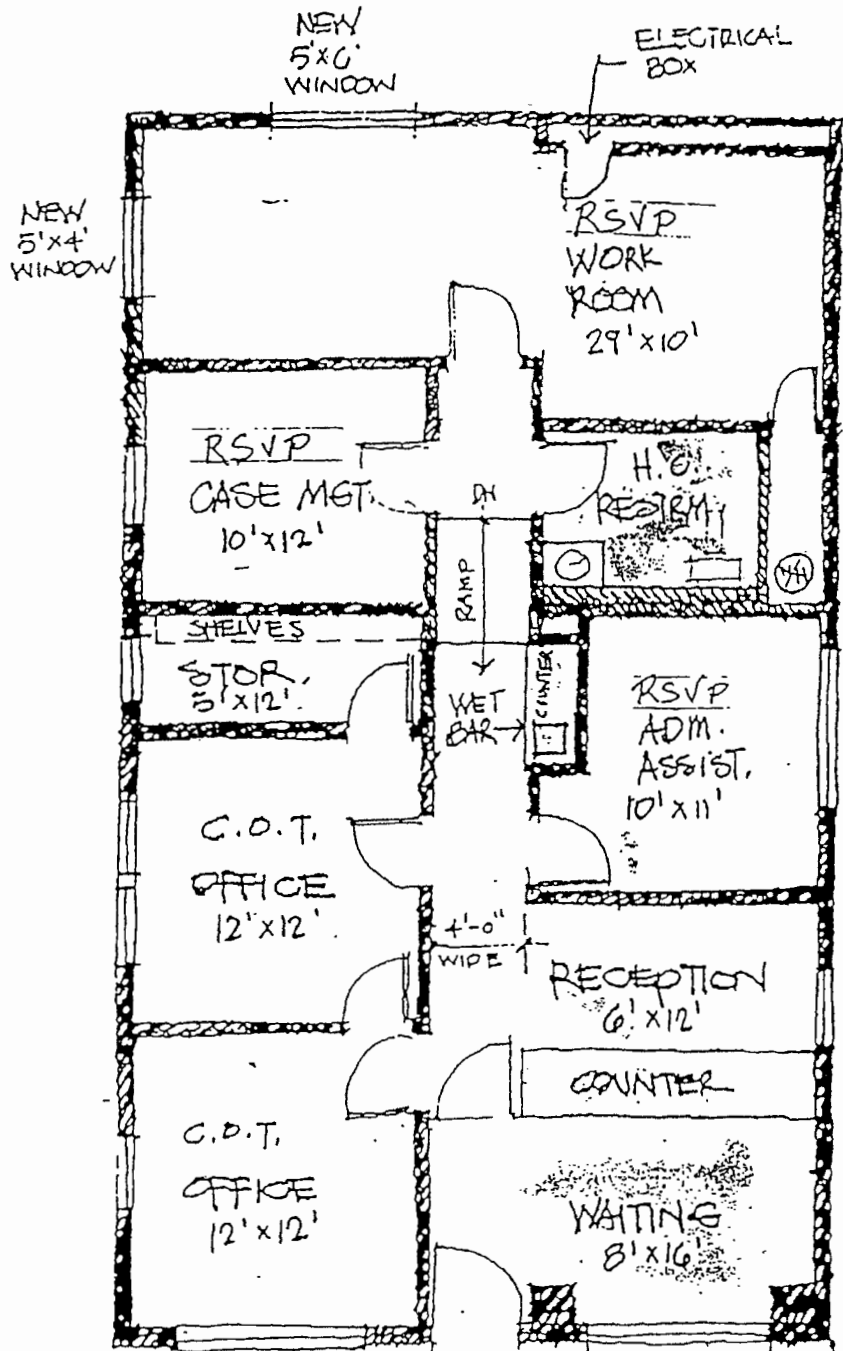 NEW
5'X6'
WINDOW
ELECTRICAL
BOX
NEW
5'X4'
WINDOW
RSVP
WORK
ROOM
29'X10'
RSVP
CASE MGT.
10'X12'
DN
RAMP
H.C.
RESTRM
WH
SHELVES
STOR.
5'X12'
WET
BAR
COUNTER
RSVP
ADM.
ASSIST.
10'X11'
C.O.T.
OFFICE
12'X12'
4'-0"
WIDE
RECEPTION
6'X12'
COUNTER
C.O.T.
OFFICE
12'X12'
WAITING
8'X16'